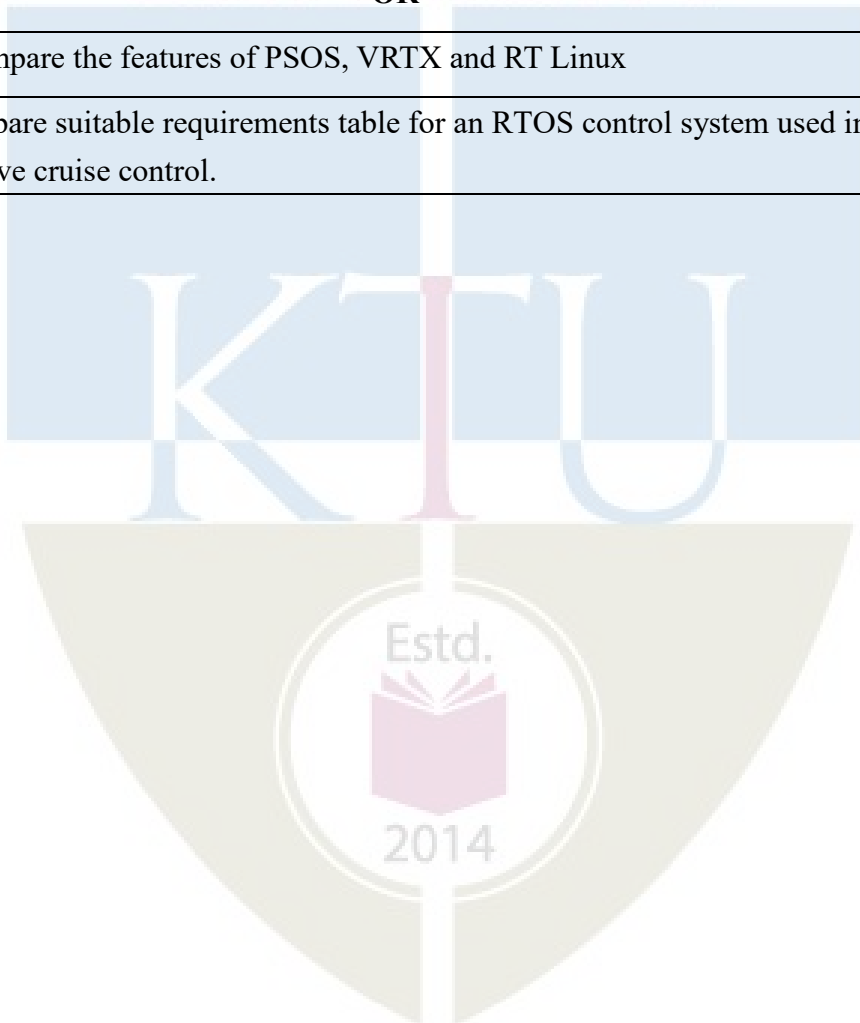 OR
mpare the features of PSOS, VRTX and RT Linux
pare suitable requirements table for an RTOS control system used in
ve cruise control.
KTU
Estd.
2014